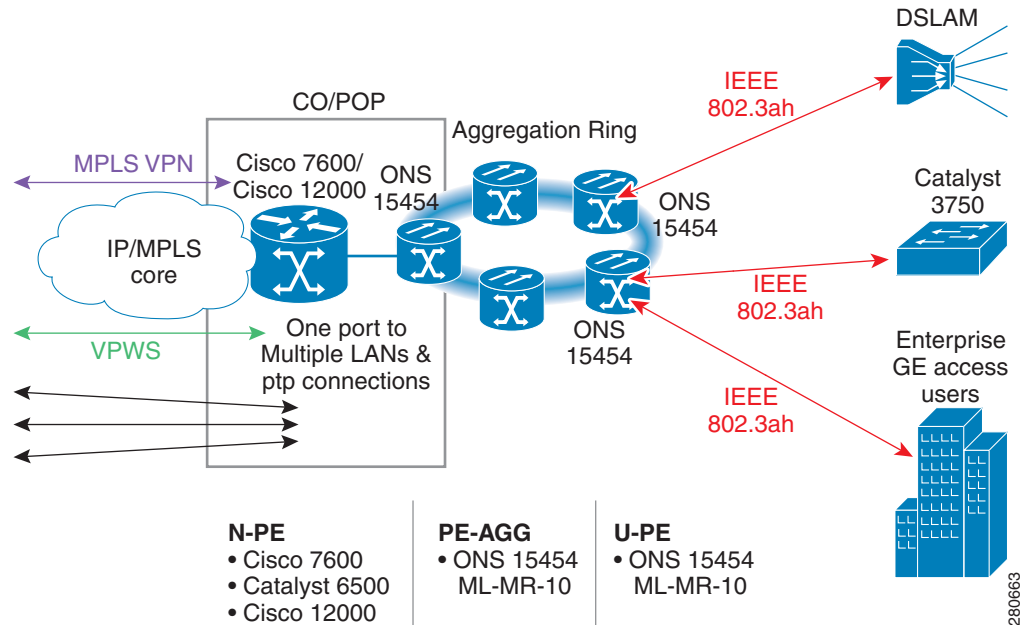 DSLAM
IEEE
802.3ah
CO/POP
Aggregation Ring
MPLS VPN
Cisco 7600/
Cisco 12000
ONS
15454
ONS
15454
Catalyst
3750
IP/MPLS
core
IEEE
802.3ah
VPWS
One port to
Multiple LANs &
ptp connections
ONS
15454
Enterprise
GE access
users
IEEE
802.3ah
N-PE
• Cisco 7600
• Catalyst 6500
• Cisco 12000
PE-AGG
• ONS 15454
ML-MR-10
U-PE
• ONS 15454
ML-MR-10
280663